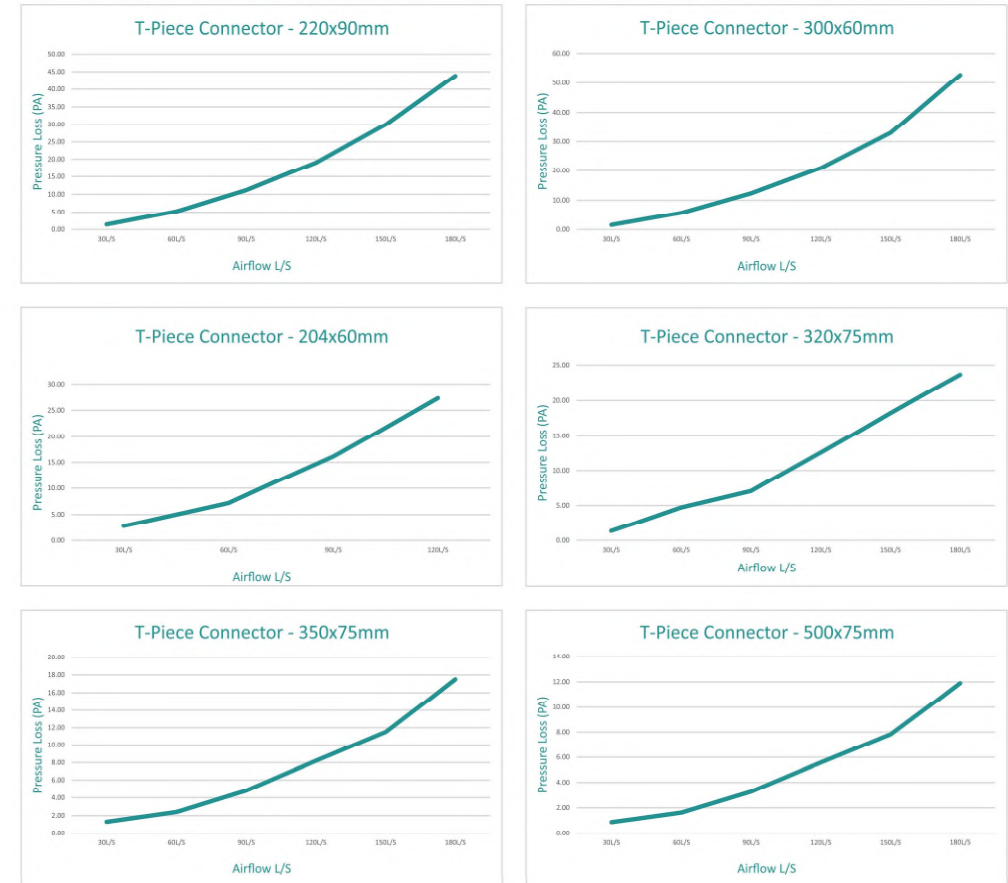 T-Piece Connector - 220x90mm
50.00
45.00
40.00
35.00
30.00
25.00
20.00
15.00
10.00
5.00
0.00
Pressure Loss (PA)
30L/S 60L/S 90L/S 120L/S 150L/S 180L/S
Airflow L/S
T-Piece Connector - 300x60mm
60.00
50.00
40.00
30.00
20.00
10.00
0.00
Pressure Loss (PA)
30L/S 60L/S 90L/S 120L/S 150L/S 180L/S
Airflow L/S
T-Piece Connector - 204x60mm
30.00
25.00
20.00
15.00
10.00
5.00
0.00
Pressure Loss (PA)
30L/S 60L/S 90L/S 120L/S
Airflow L/S
T-Piece Connector - 320x75mm
25.00
20.00
15.00
10.00
5.00
0.00
Pressure Loss (PA)
30L/S 60L/S 90L/S 120L/S 150L/S 180L/S
Airflow L/S
T-Piece Connector - 350x75mm
20.00
18.00
16.00
14.00
12.00
10.00
8.00
6.00
4.00
2.00
0.00
Pressure Loss (PA)
30L/S 60L/S 90L/S 120L/S 150L/S 180L/S
Airflow L/S
T-Piece Connector - 500x75mm
14.00
12.00
10.00
8.00
6.00
4.00
2.00
0.00
Pressure Loss (PA)
30L/S 60L/S 90L/S 120L/S 150L/S 180L/S
Airflow L/S